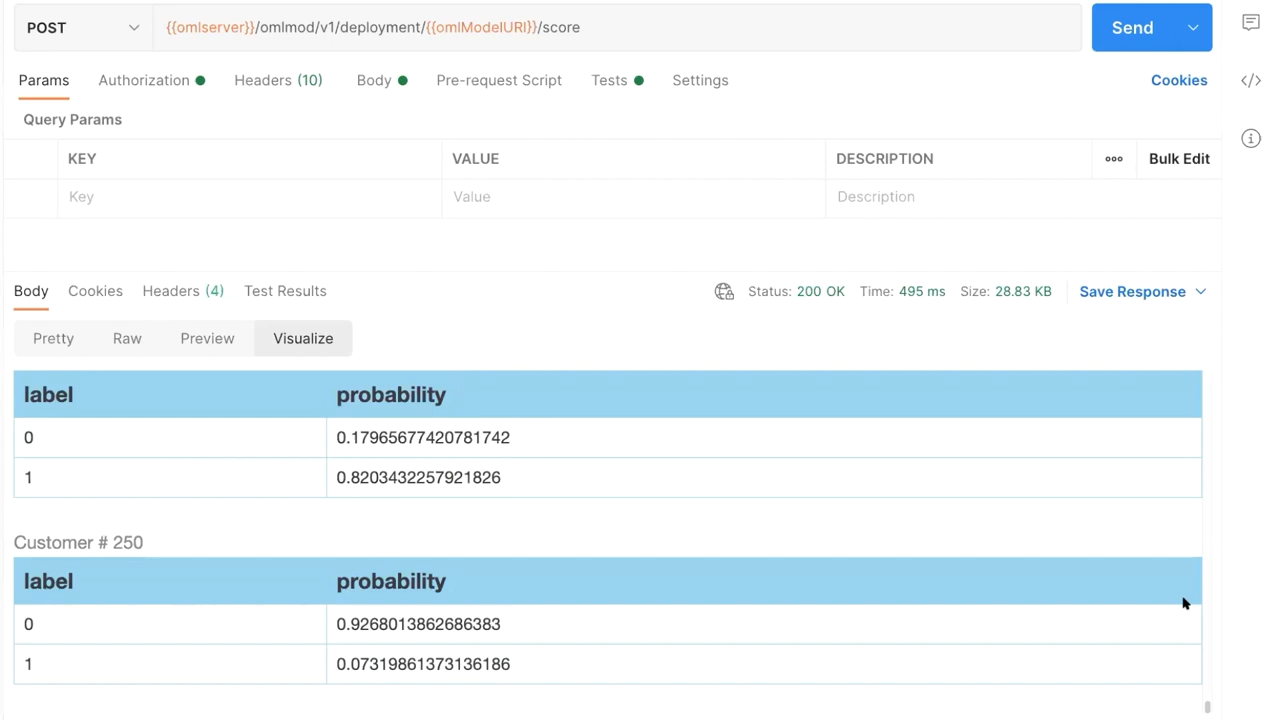 POST {{omlserver}}/omlmod/v1/deployment/{{omlModelURI}}/score Send
Params Authorization Headers (10) Body Pre-request Script Tests Settings Cookies
Query Params
KEY VALUE DESCRIPTION Bulk Edit
Key Value Description
Body Cookies Headers (4) Test Results Status: 200 OK Time: 495 ms Size: 28.83 KB Save Response
Pretty Raw Preview Visualize
label probability
0 0.17965677420781742
1 0.8203432257921826
Customer # 250
label probability
0 0.9268013862686383
1 0.07319861373136186